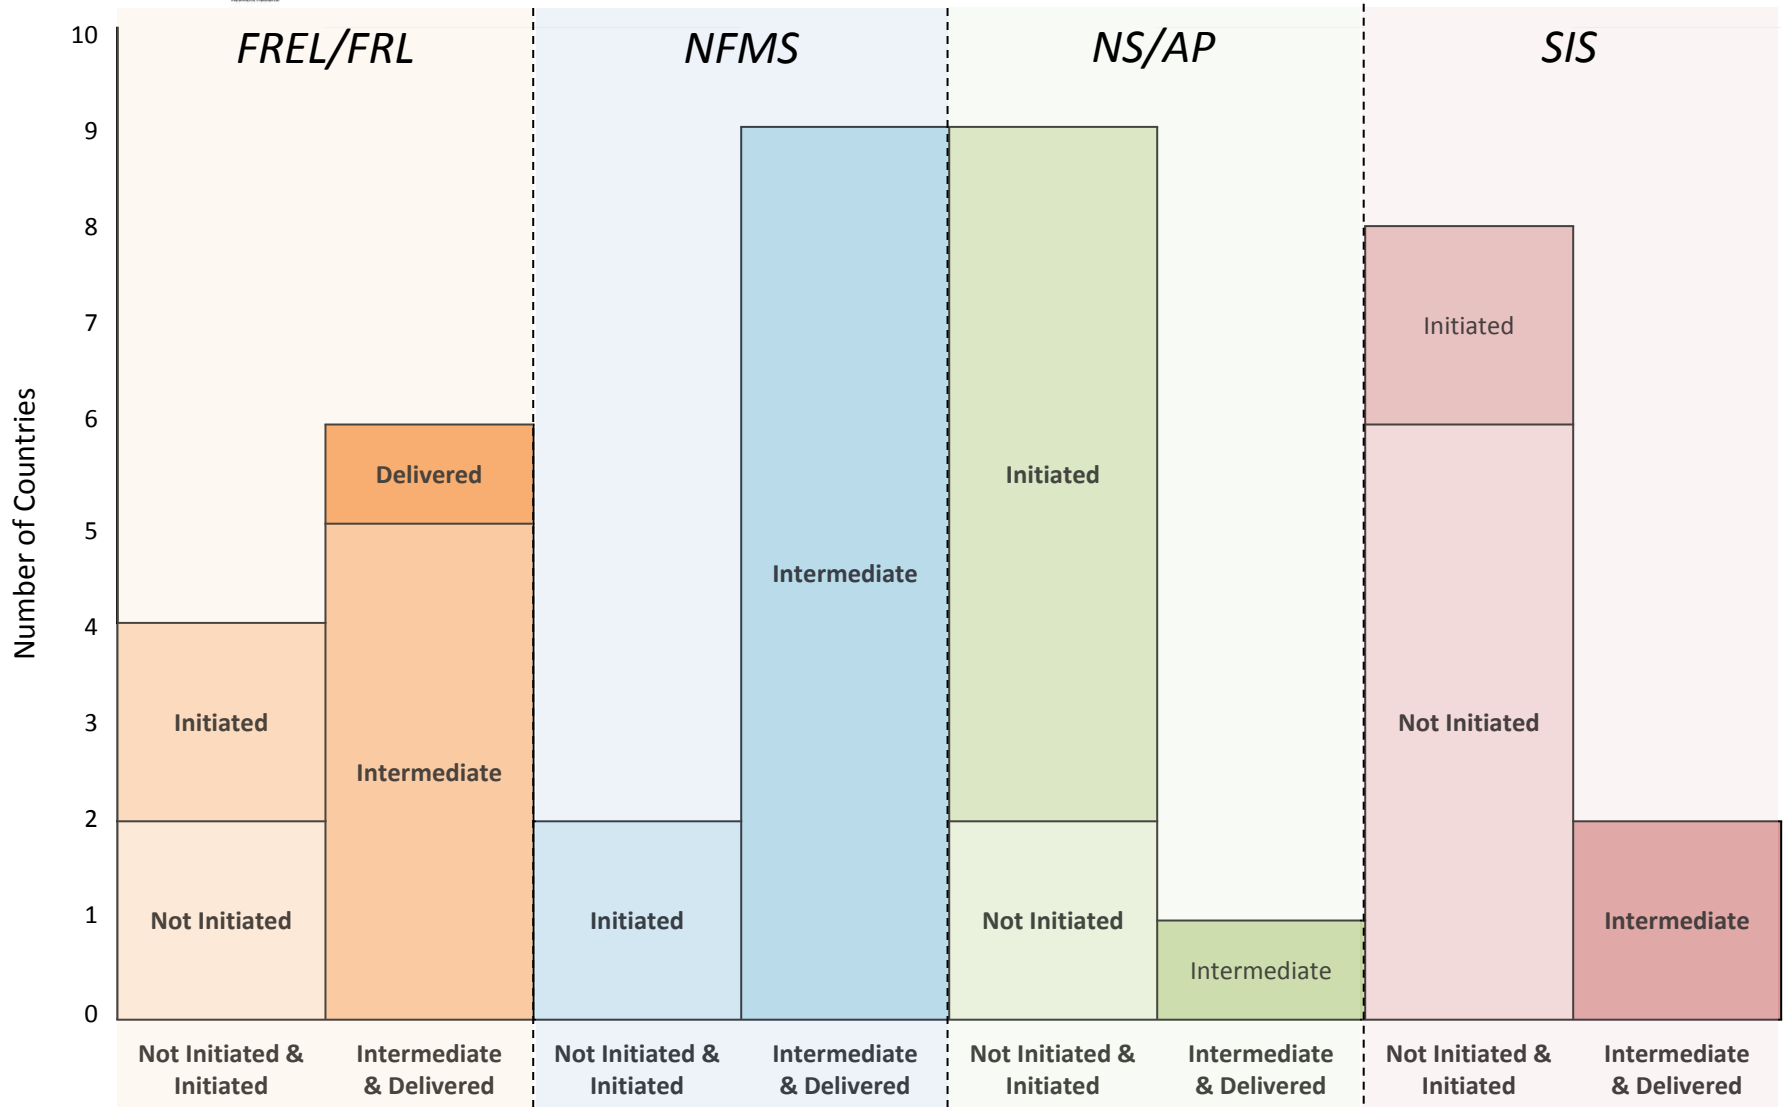 FREL/FRL
NFMS
NS/AP
SIS
10
9
8
7
6
5
4
3
2
1
0
Number of Countries
Initiated
Not Initiated
Delivered
Intermediate
Initiated
Intermediate
Initiated
Not Initiated
Intermediate
Initiated
Not Initiated
Intermediate
Not Initiated &
Initiated
Intermediate
& Delivered
Not Initiated &
Initiated
Intermediate
& Delivered
Not Initiated &
Initiated
Intermediate
& Delivered
Not Initiated &
Initiated
Intermediate
& Delivered